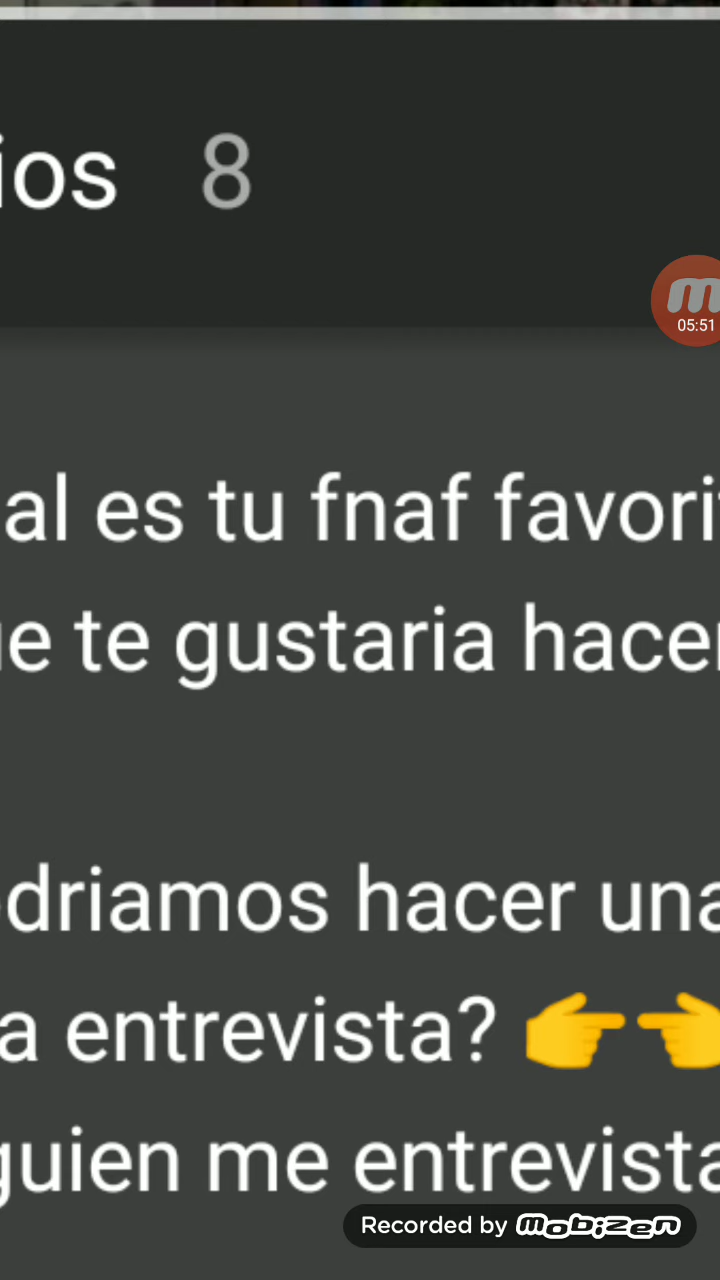 ios 8
05:51
al es tu fnaf favori
e te gustaria hacer
driamos hacer una
a entrevista? 👉👈
guien me entrevista
Recorded by mobizen